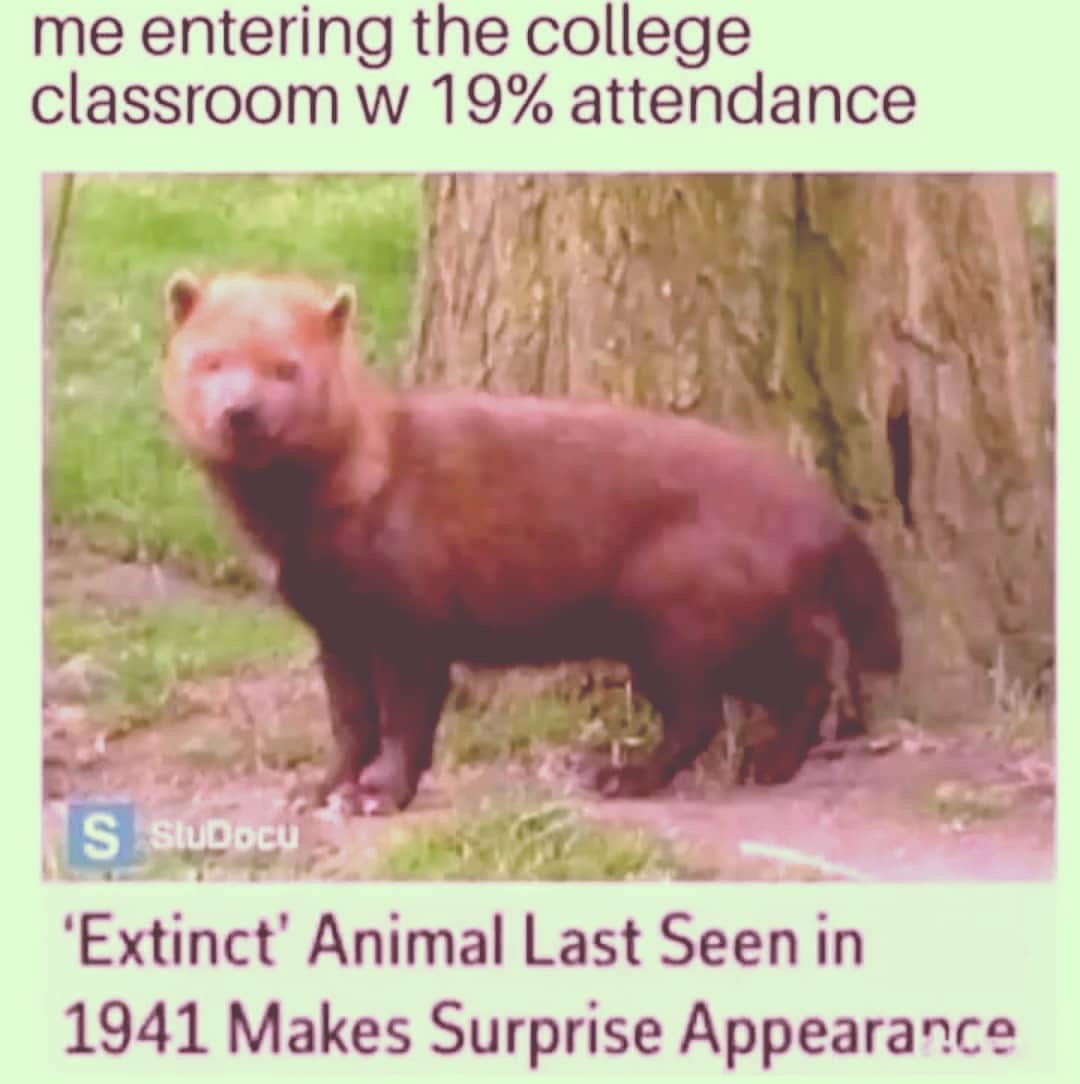 me entering the college
classroom w 19% attendance
S StuDocu
'Extinct' Animal Last Seen in
1941 Makes Surprise Appearance